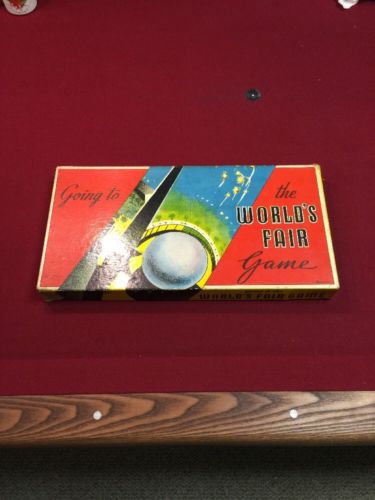 Going to
the
WORLD'S
FAIR
Game
WORLD'S FAIR GAME